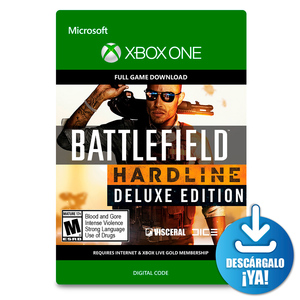 Microsoft
XBOX ONE
FULL GAME DOWNLOAD
BATTLEFIELD
HARDLINE
DELUXE EDITION
MATURE 17+
M
ESRB
Blood and Gore
Intense Violence
Strong Language
Use of Drugs
VISCERAL
DICE
REQUIRES INTERNET & XBOX LIVE GOLD MEMBERSHIP
DIGITAL CODE
DESCÁRGALO
¡YA!